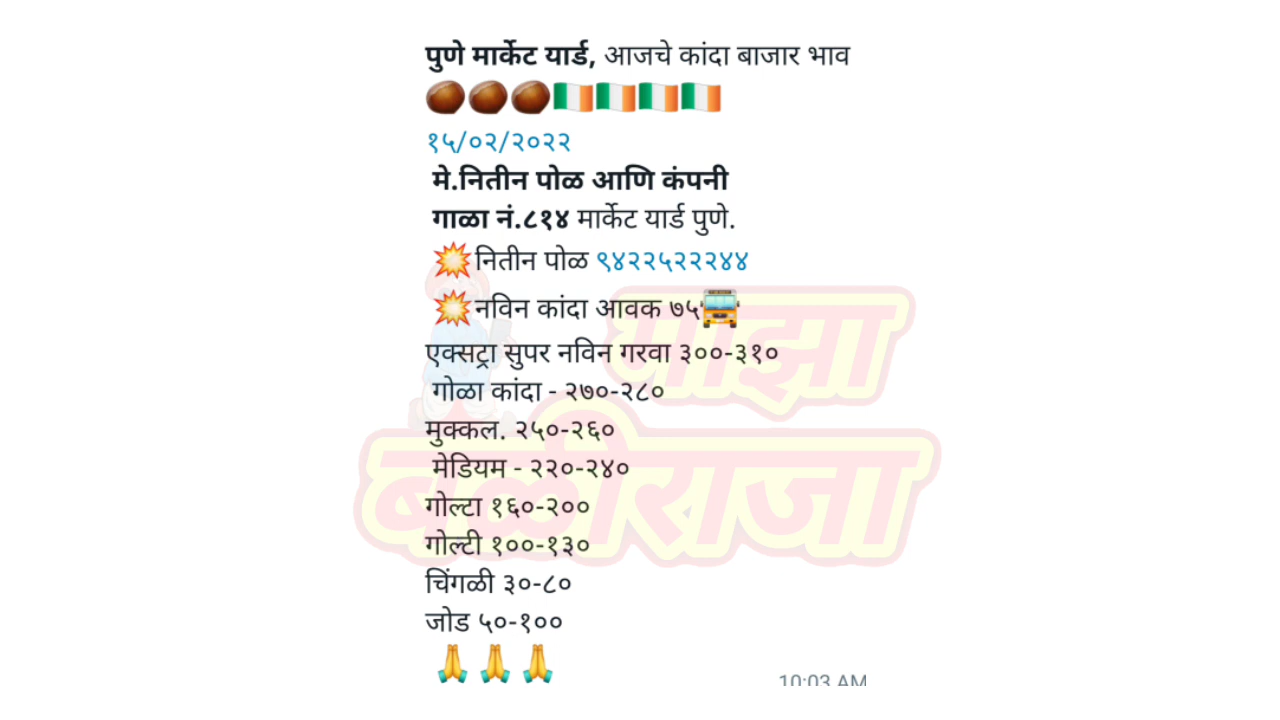 पुणे मार्केट यार्ड, आजचे कांदा बाजार भाव
🌰🌰🌰🇮🇪🇮🇪🇮🇪🇮🇪
१५/०२/२०२२
मे.नितीन पोळ आणि कंपनी
गाळा नं.८१४ मार्केट यार्ड पुणे.
💥नितीन पोळ ९४२२५२२२४४
💥नविन कांदा आवक ७५🚍
एक्सट्रा सुपर नविन गरवा ३००-३१०
गोळा कांदा - २७०-२८०
मुक्कल. २५०-२६०
मेडियम - २२०-२४०
गोल्टा १६०-२००
गोल्टी १००-१३०
चिंगळी ३०-८०
जोड ५०-१००
🙏🙏🙏
10:03 AM
माझा
बळीराजा